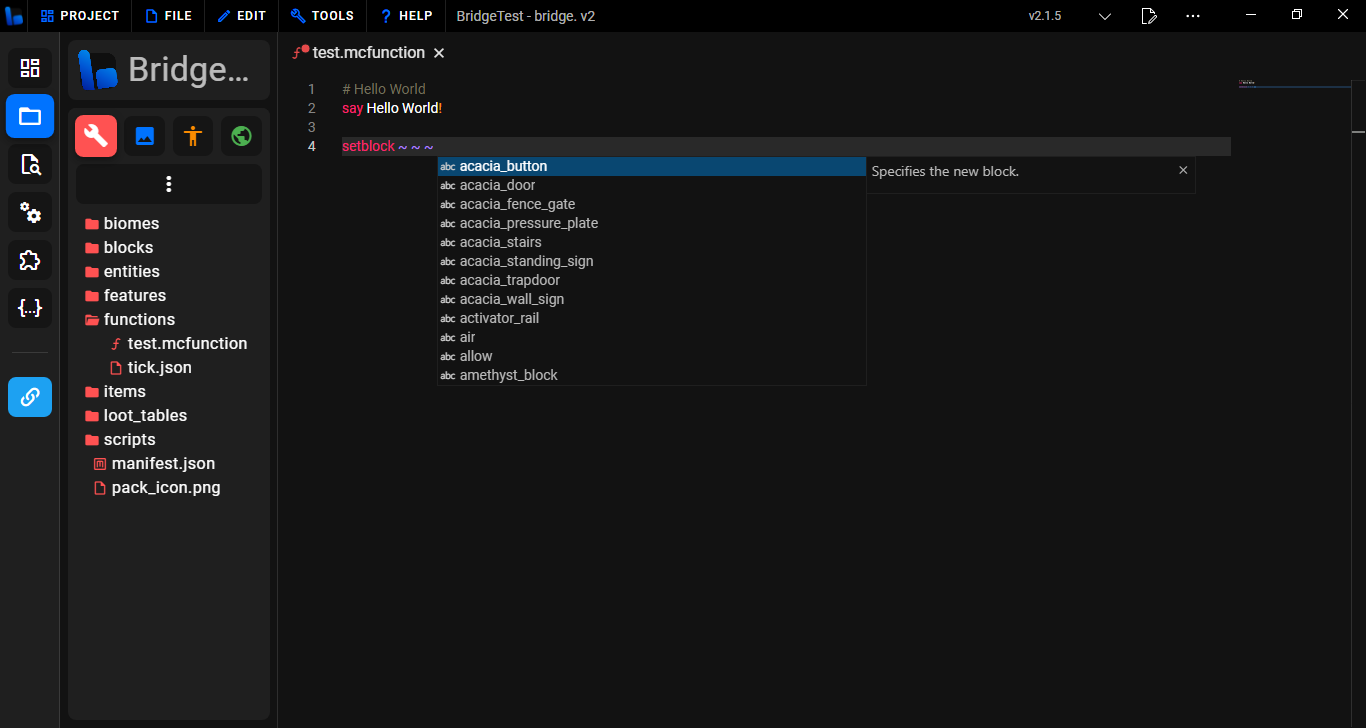 PROJECT FILE EDIT TOOLS ? HELP BridgeTest - bridge. v2 v2.1.5
Bridge...
biomes
blocks
entities
features
functions
test.mcfunction
tick.json
items
loot_tables
scripts
manifest.json
pack_icon.png
test.mcfunction
1 # Hello World
2 say Hello World!
3
4 setblock ~ ~ ~
abc acacia_button
abc acacia_door
abc acacia_fence_gate
abc acacia_pressure_plate
abc acacia_stairs
abc acacia_standing_sign
abc acacia_trapdoor
abc acacia_wall_sign
abc activator_rail
abc air
abc allow
abc amethyst_block
Specifies the new block.